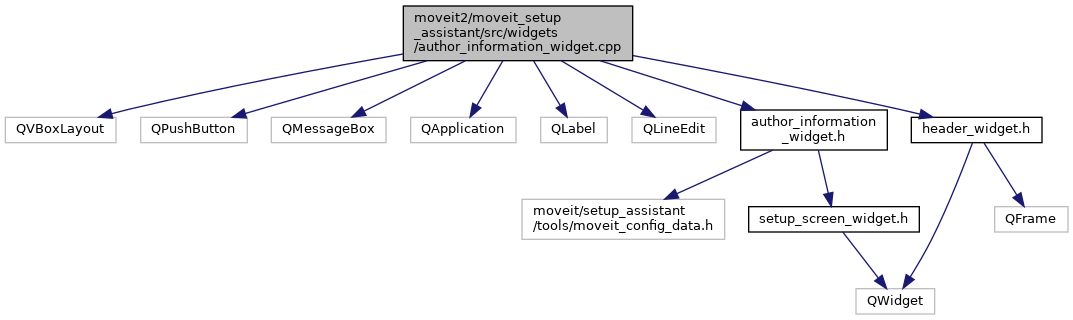 moveit2/moveit_setup
_assistant/src/widgets
/author_information_widget.cpp
QVBoxLayout
QPushButton
QMessageBox
QApplication
QLabel
QLineEdit
author_information
_widget.h
header_widget.h
moveit/setup_assistant
/tools/moveit_config_data.h
setup_screen_widget.h
QFrame
QWidget